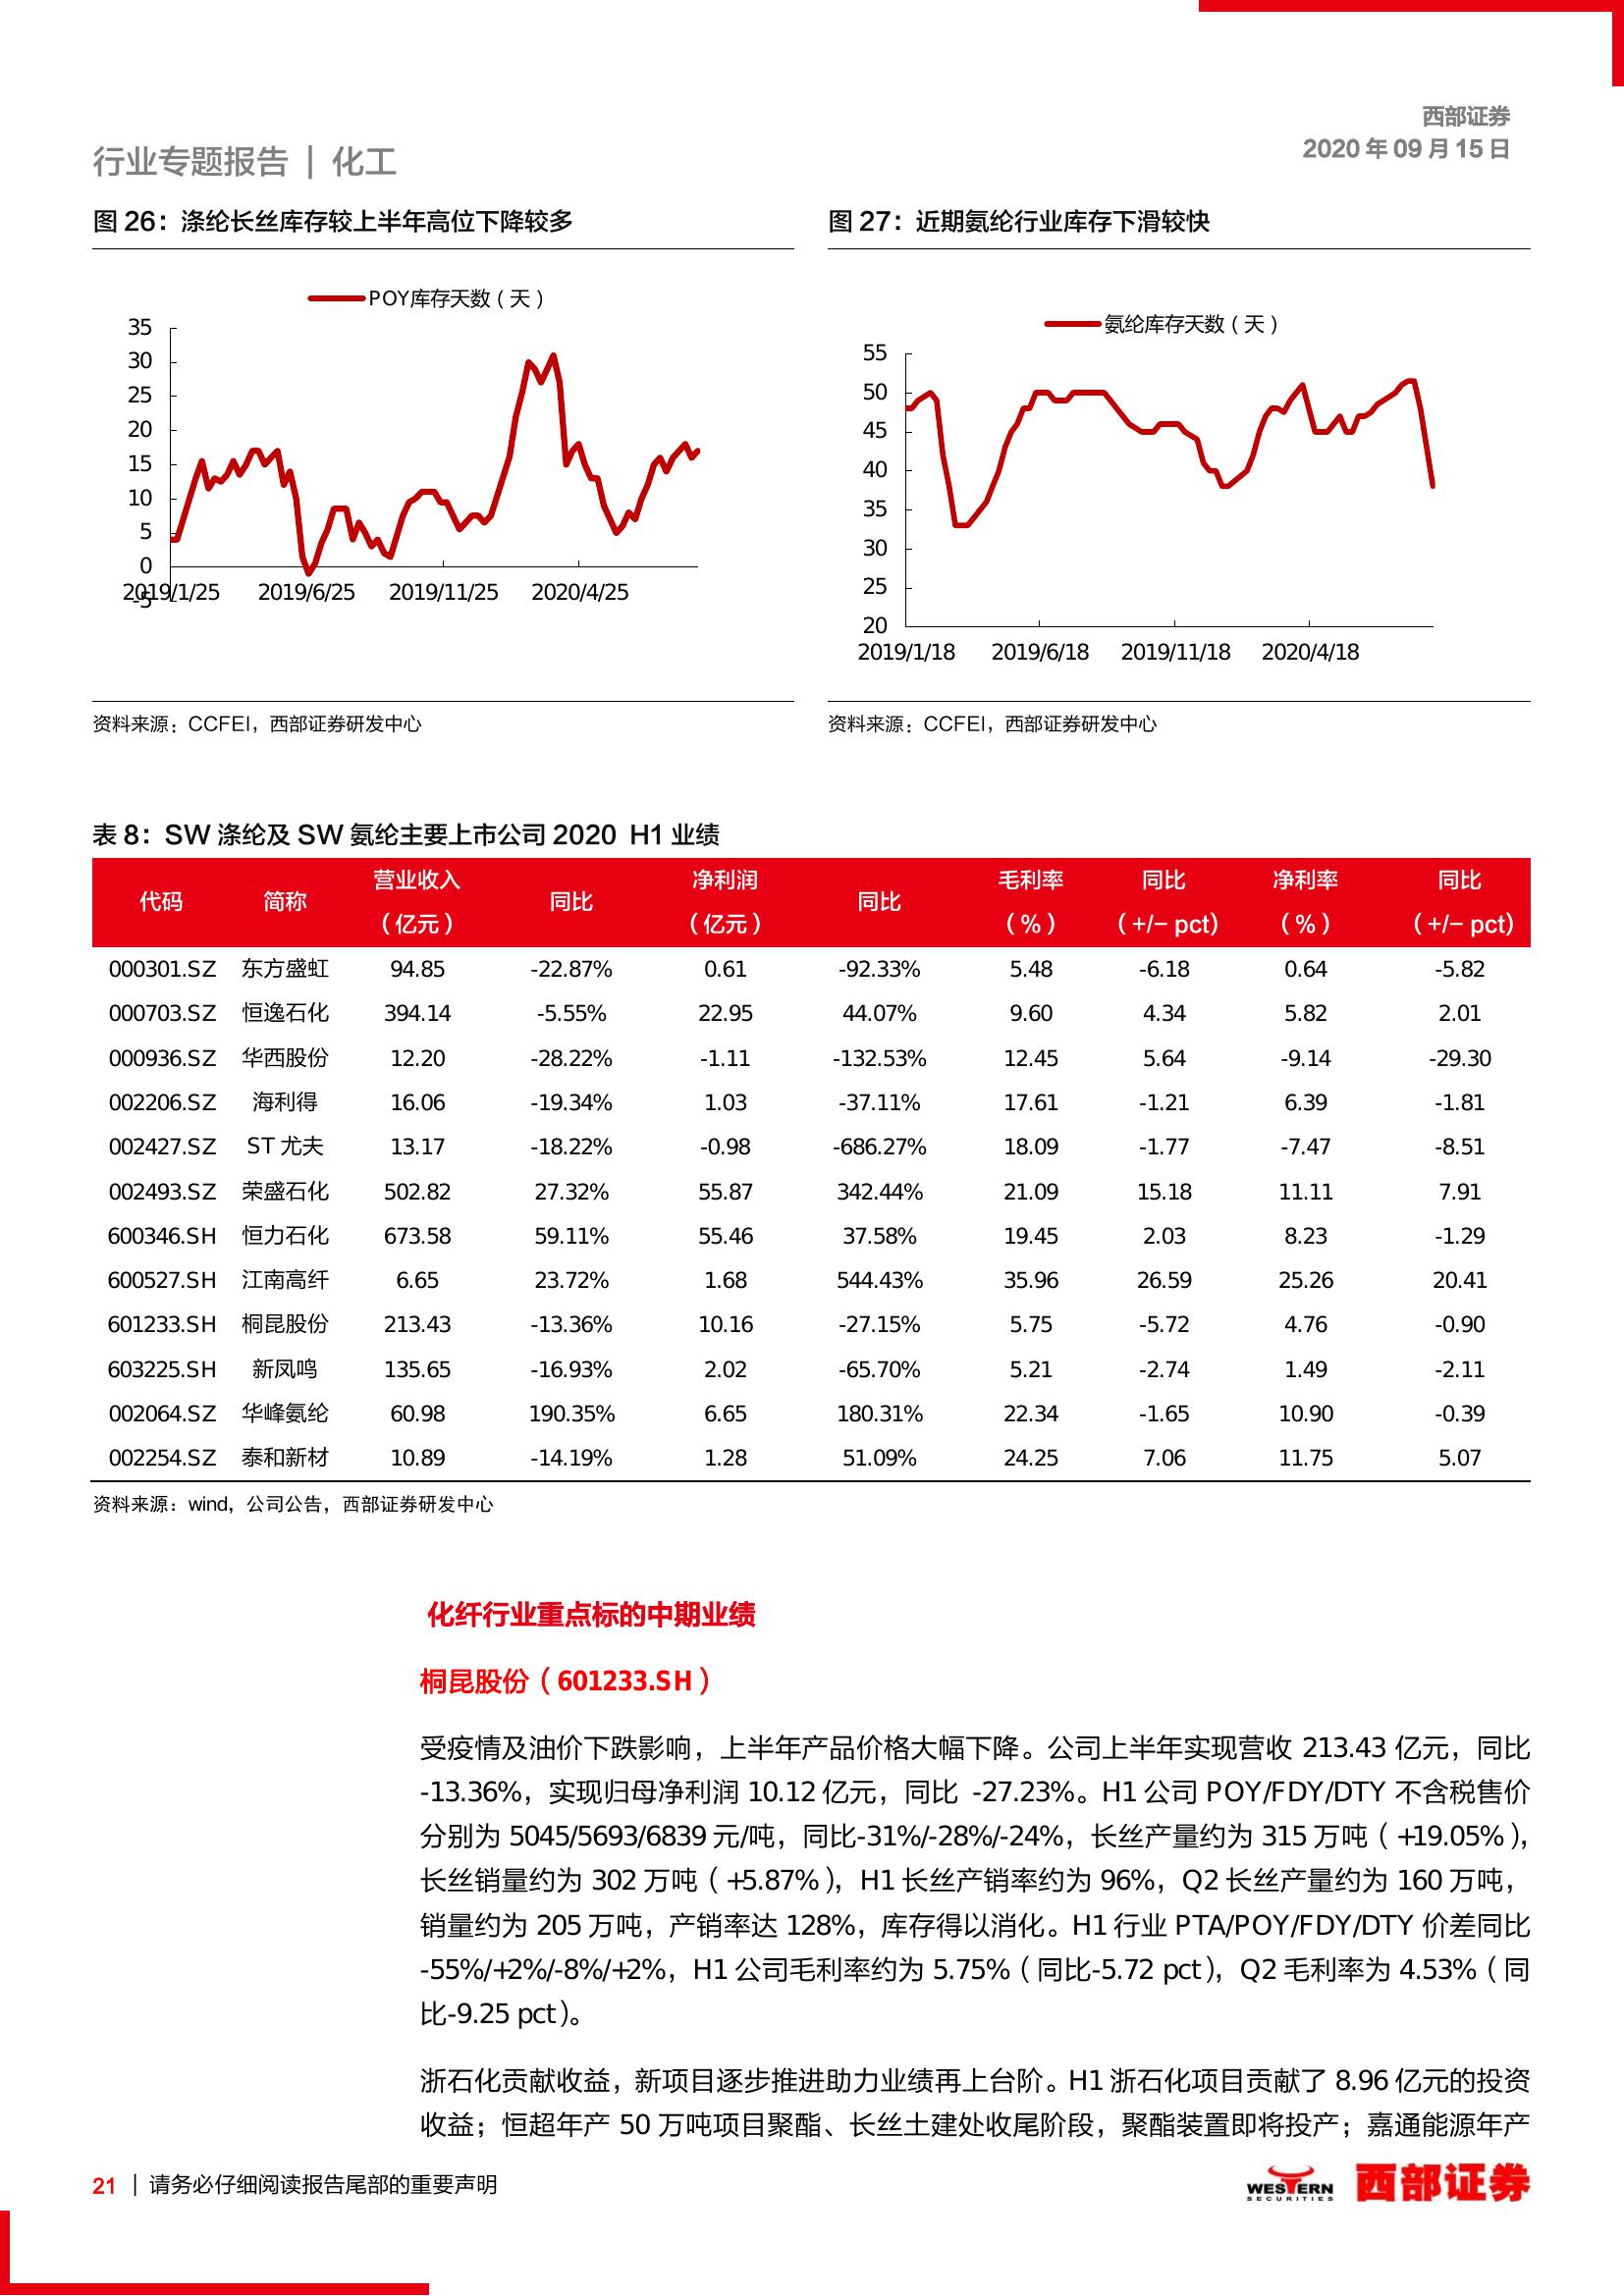 西部证券
2020 年 09 月 15 日
行业专题报告 | 化工
图 26：涤纶长丝库存较上半年高位下降较多
POY库存天数（天）
35
30
25
20
15
10
5
0
-5
2019/1/25 2019/6/25 2019/11/25 2020/4/25
资料来源：CCFEI，西部证券研发中心
图 27：近期氨纶行业库存下滑较快
氨纶库存天数（天）
55
50
45
40
35
30
25
20
2019/1/18 2019/6/18 2019/11/18 2020/4/18
资料来源：CCFEI，西部证券研发中心
表 8：SW 涤纶及 SW 氨纶主要上市公司 2020 H1 业绩
代码 简称 营业收入（亿元） 同比 净利润（亿元） 同比 毛利率（%） 同比（+/- pct） 净利率（%） 同比（+/- pct）
000301.SZ 东方盛虹 94.85 -22.87% 0.61 -92.33% 5.48 -6.18 0.64 -5.82
000703.SZ 恒逸石化 394.14 -5.55% 22.95 44.07% 9.60 4.34 5.82 2.01
000936.SZ 华西股份 12.20 -28.22% -1.11 -132.53% 12.45 5.64 -9.14 -29.30
002206.SZ 海利得 16.06 -19.34% 1.03 -37.11% 17.61 -1.21 6.39 -1.81
002427.SZ ST 尤夫 13.17 -18.22% -0.98 -686.27% 18.09 -1.77 -7.47 -8.51
002493.SZ 荣盛石化 502.82 27.32% 55.87 342.44% 21.09 15.18 11.11 7.91
600346.SH 恒力石化 673.58 59.11% 55.46 37.58% 19.45 2.03 8.23 -1.29
600527.SH 江南高纤 6.65 23.72% 1.68 544.43% 35.96 26.59 25.26 20.41
601233.SH 桐昆股份 213.43 -13.36% 10.16 -27.15% 5.75 -5.72 4.76 -0.90
603225.SH 新凤鸣 135.65 -16.93% 2.02 -65.70% 5.21 -2.74 1.49 -2.11
002064.SZ 华峰氨纶 60.98 190.35% 6.65 180.31% 22.34 -1.65 10.90 -0.39
002254.SZ 泰和新材 10.89 -14.19% 1.28 51.09% 24.25 7.06 11.75 5.07
资料来源：wind，公司公告，西部证券研发中心
化纤行业重点标的中期业绩
桐昆股份（601233.SH）
受疫情及油价下跌影响，上半年产品价格大幅下降。公司上半年实现营收 213.43 亿元，同比
-13.36%，实现归母净利润 10.12 亿元，同比 -27.23%。H1 公司 POY/FDY/DTY 不含税售价
分别为 5045/5693/6839 元/吨，同比-31%/-28%/-24%，长丝产量约为 315 万吨（+19.05%），
长丝销量约为 302 万吨（+5.87%），H1 长丝产销率约为 96%，Q2 长丝产量约为 160 万吨，
销量约为 205 万吨，产销率达 128%，库存得以消化。H1 行业 PTA/POY/FDY/DTY 价差同比
-55%/+2%/-8%/+2%，H1 公司毛利率约为 5.75%（同比-5.72 pct），Q2 毛利率为 4.53%（同
比-9.25 pct）。
浙石化贡献收益，新项目逐步推进助力业绩再上台阶。H1 浙石化项目贡献了 8.96 亿元的投资
收益；恒超年产 50 万吨项目聚酯、长丝土建处收尾阶段，聚酯装置即将投产；嘉通能源年产
21 | 请务必仔细阅读报告尾部的重要声明
WESTERN
SECURITIES
西部证券